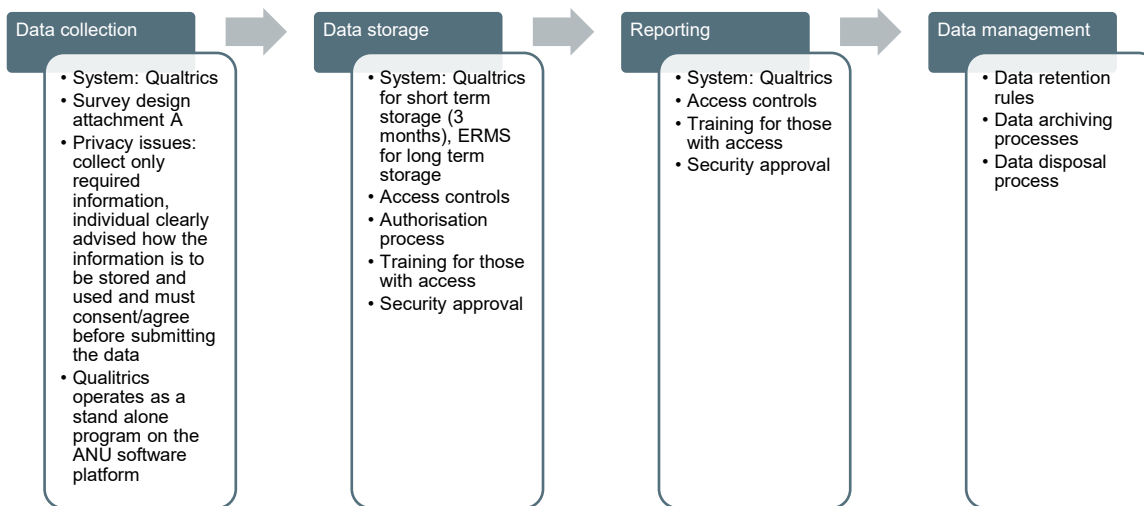 Data collection
• System: Qualtrics
• Survey design
attachment A
• Privacy issues:
collect only
required
information,
individual clearly
advised how the
information is to
be stored and
used and must
consent/agree
before submitting
the data
• Qualitrics
operates as a
stand alone
program on the
ANU software
platform
Data storage
• System: Qualtrics
for short term
storage (3
months), ERMS
for long term
storage
• Access controls
• Authorisation
process
• Training for those
with access
• Security approval
Reporting
• System: Qualtrics
• Access controls
• Training for those
with access
• Security approval
Data management
• Data retention
rules
• Data archiving
processes
• Data disposal
process